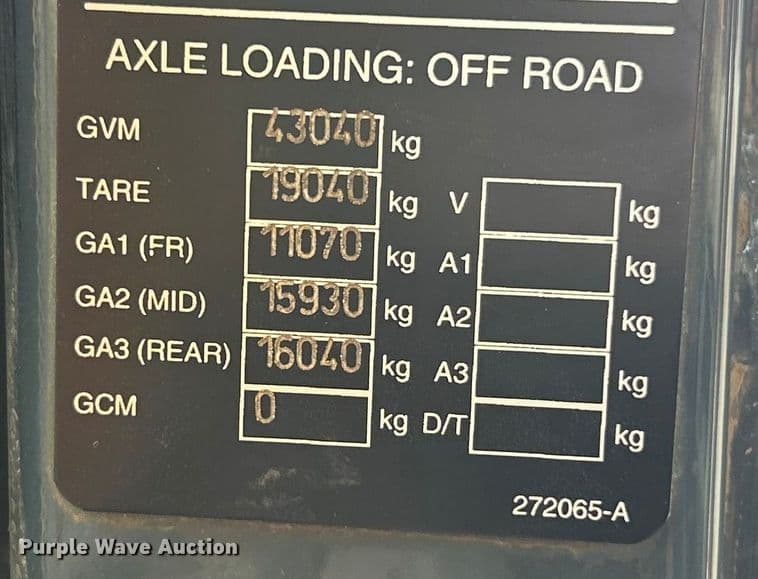 AXLE LOADING: OFF ROAD
GVM 43040 kg
TARE 19040 kg V kg
GA1 (FR) 11070 kg A1 kg
GA2 (MID) 15930 kg A2 kg
GA3 (REAR) 16040 kg A3 kg
GCM 0 kg D/T kg
272065-A
Purple Wave Auction